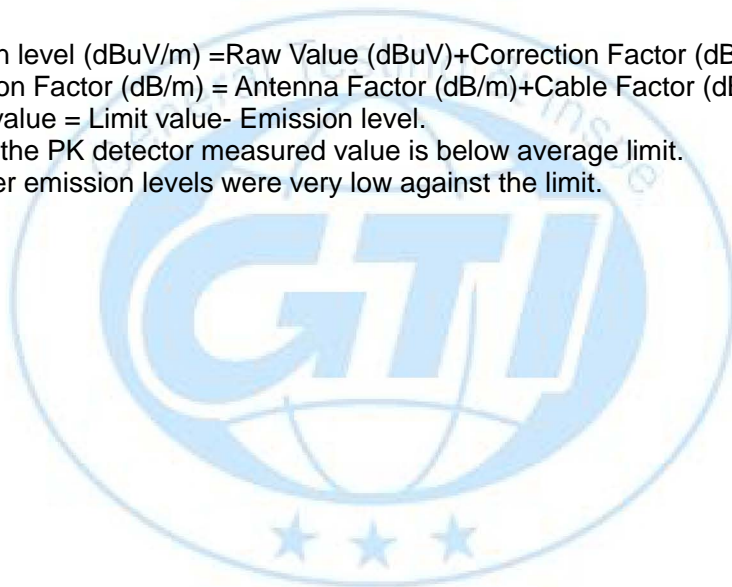 n level (dBuV/m) =Raw Value (dBuV)+Correction Factor (dB
on Factor (dB/m) = Antenna Factor (dB/m)+Cable Factor (dB
value = Limit value- Emission level.
the PK detector measured value is below average limit.
er emission levels were very low against the limit.
GTI